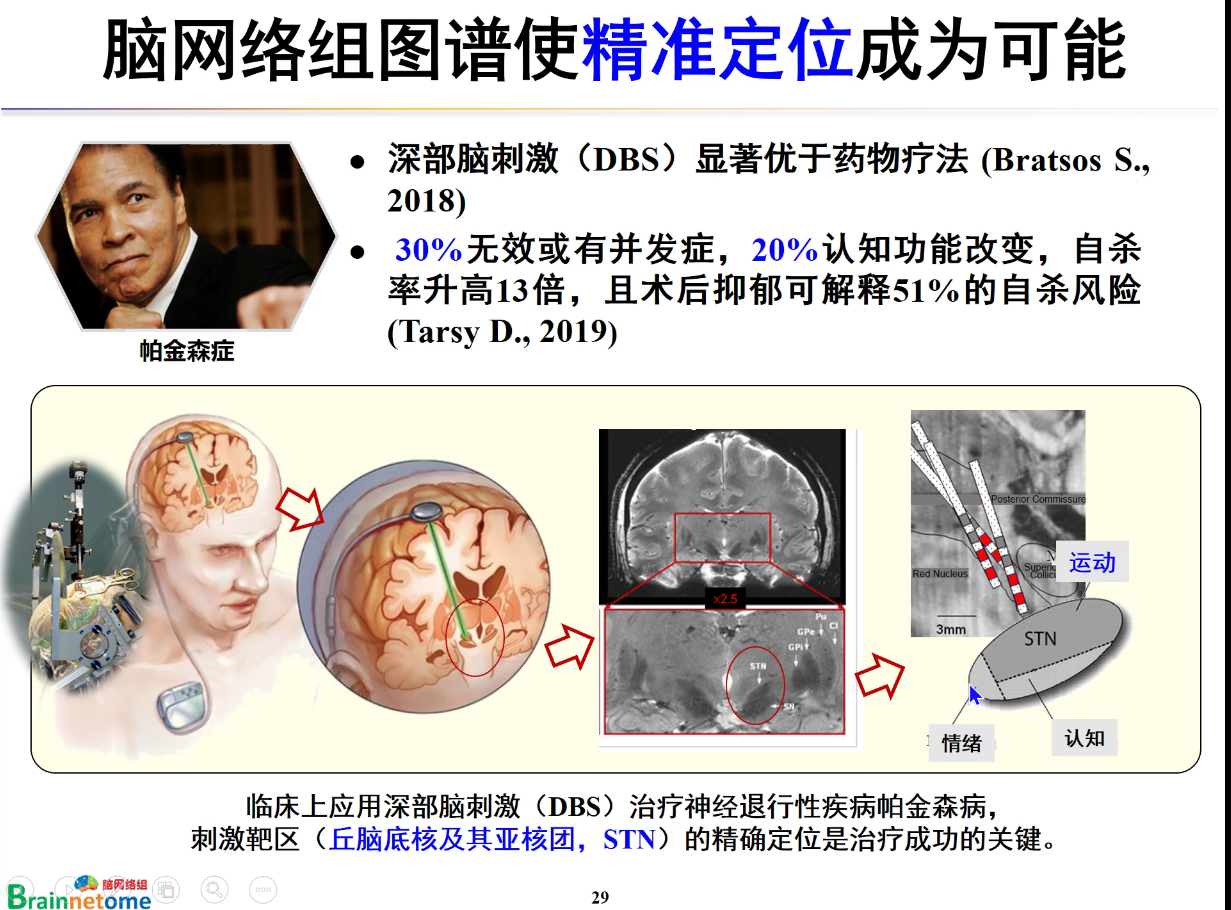 脑网络组图谱使精准定位成为可能
● 深部脑刺激（DBS）显著优于药物疗法 (Bratsos S.,
2018)
● 30%无效或有并发症，20%认知功能改变，自杀
率升高13倍，且术后抑郁可解释51%的自杀风险
(Tarsy D., 2019)
帕金森症
x2.5
Pu
Cl
GPe
GPi
STN
SN
Posterior Commissure
Red Nucleus
3mm
运动
STN
情绪
认知
临床上应用深部脑刺激（DBS）治疗神经退行性疾病帕金森病，
刺激靶区（丘脑底核及其亚核团，STN）的精确定位是治疗成功的关键。
脑网络组
Brainnetome
29